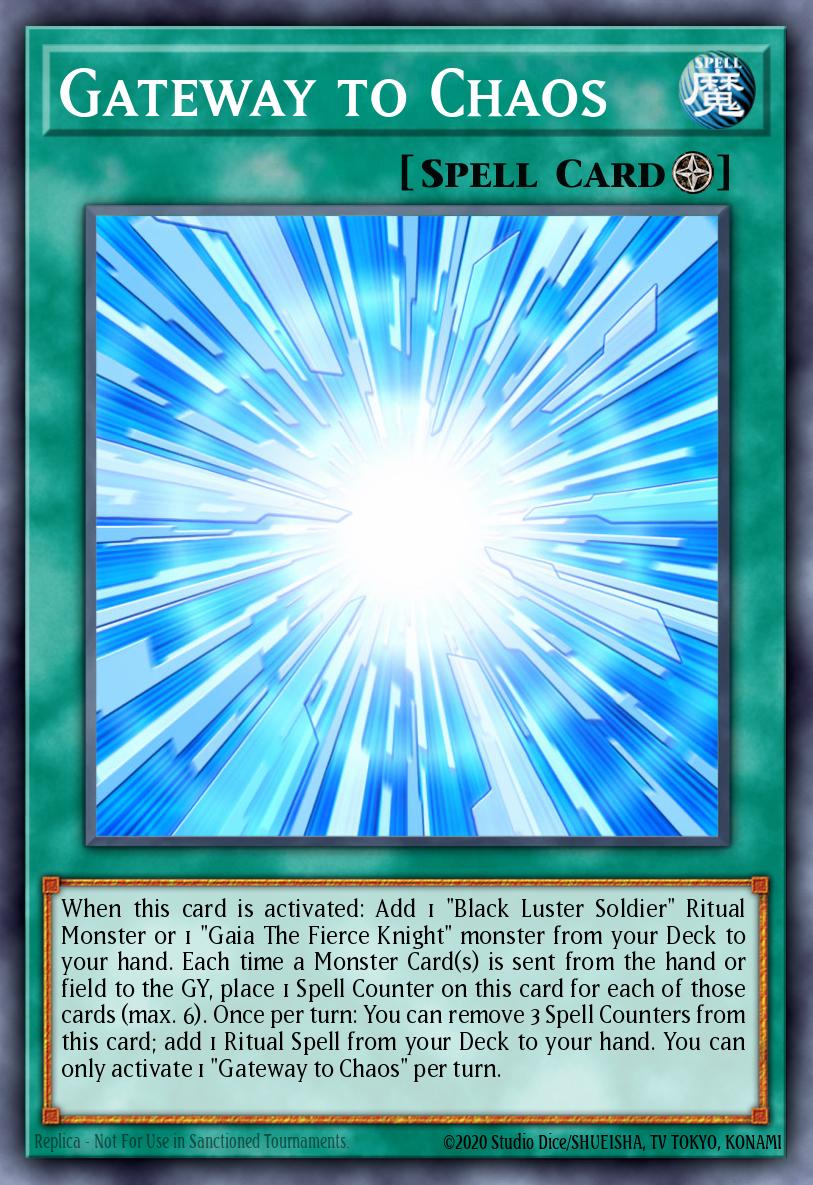 Gateway to Chaos
SPELL
魔
[Spell Card]
When this card is activated: Add 1 "Black Luster Soldier" Ritual
Monster or 1 "Gaia The Fierce Knight" monster from your Deck to
your hand. Each time a Monster Card(s) is sent from the hand or
field to the GY, place 1 Spell Counter on this card for each of those
cards (max. 6). Once per turn: You can remove 3 Spell Counters from
this card; add 1 Ritual Spell from your Deck to your hand. You can
only activate 1 "Gateway to Chaos" per turn.
Replica - Not For Use in Sanctioned Tournaments.
©2020 Studio Dice/SHUEISHA, TV TOKYO, KONAMI